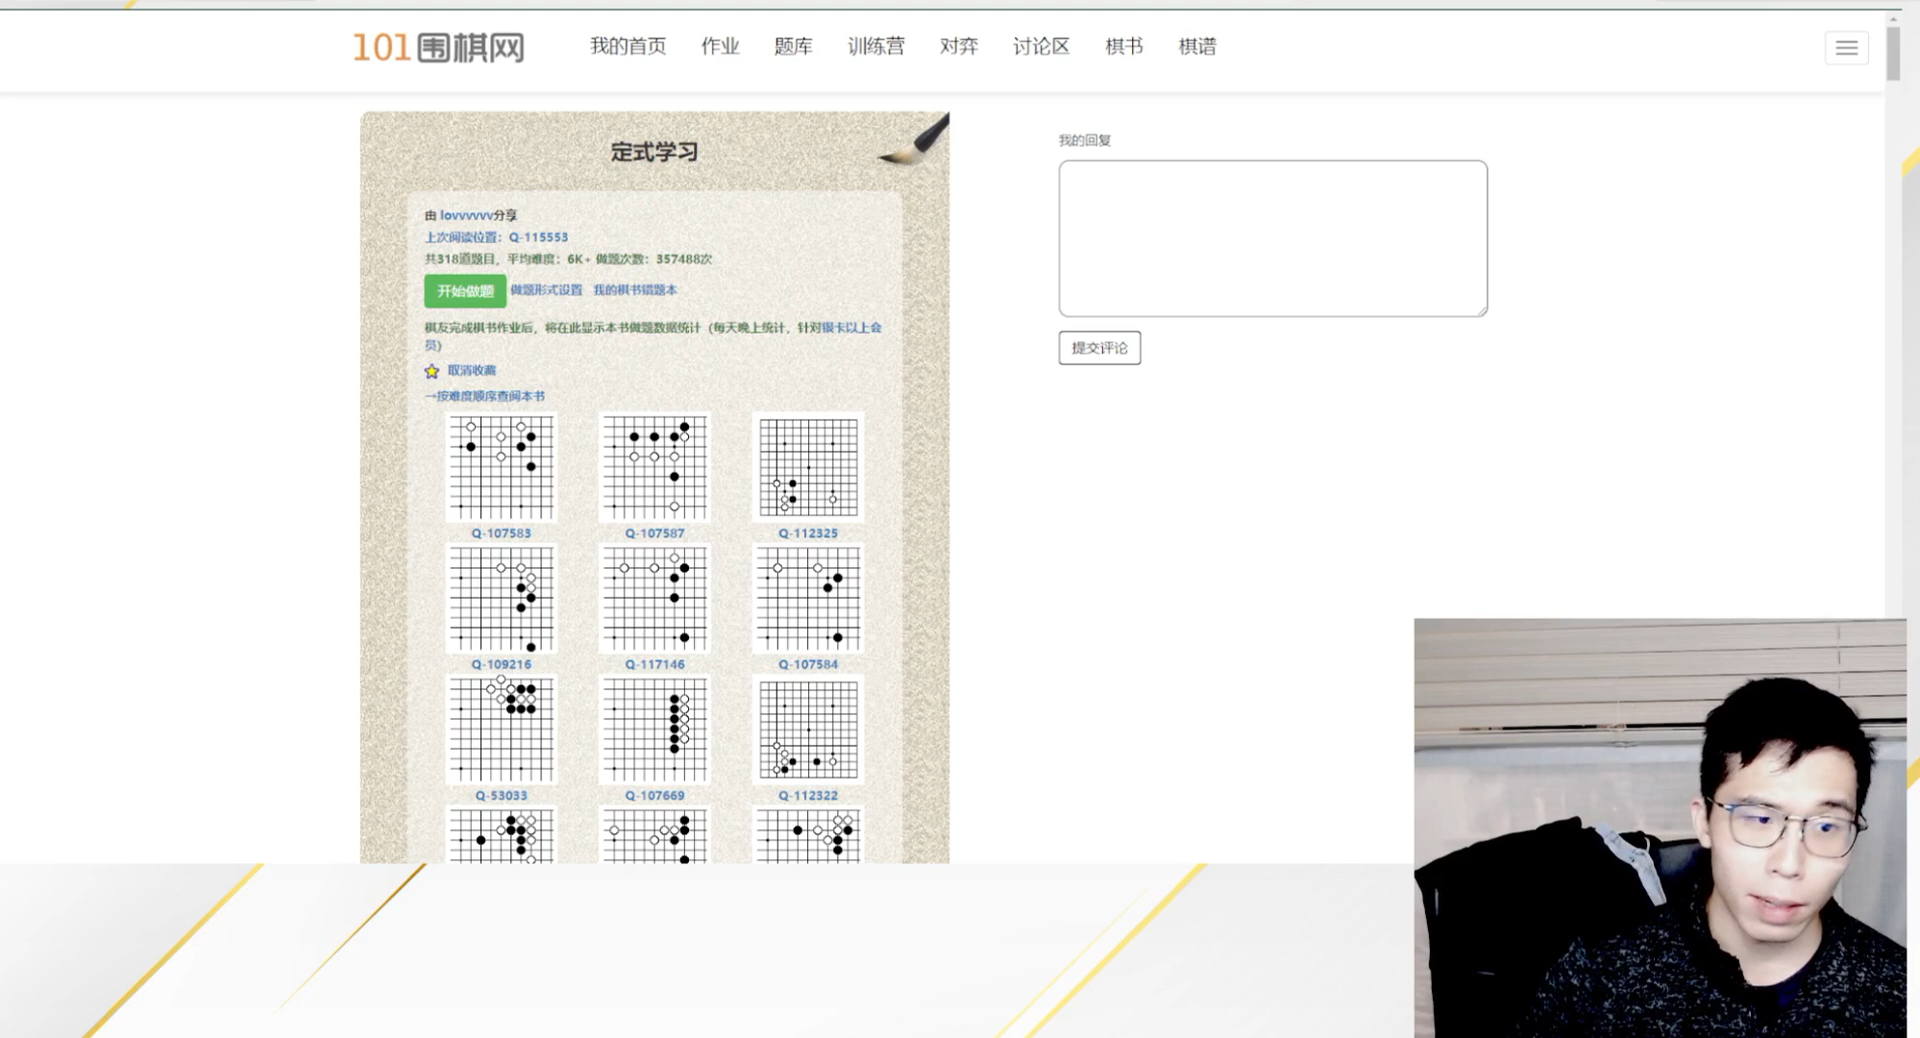 101围棋网
我的首页 作业 题库 训练营 对弈 讨论区 棋书 棋谱
定式学习
由 lovvvvvv分享
上次阅读位置：Q-115553
共318道题目，平均难度：6K+ 做题次数：357488次
开始做题 做题形式设置 我的棋书错题本
棋友完成棋书作业后，将在此显示本书做题数据统计（每天晚上统计，针对银卡以上会
员）
取消收藏
→按难度顺序查阅本书
Q-107583 Q-107587 Q-112325
Q-109216 Q-117146 Q-107584
Q-53033 Q-107669 Q-112322
我的回复
提交评论